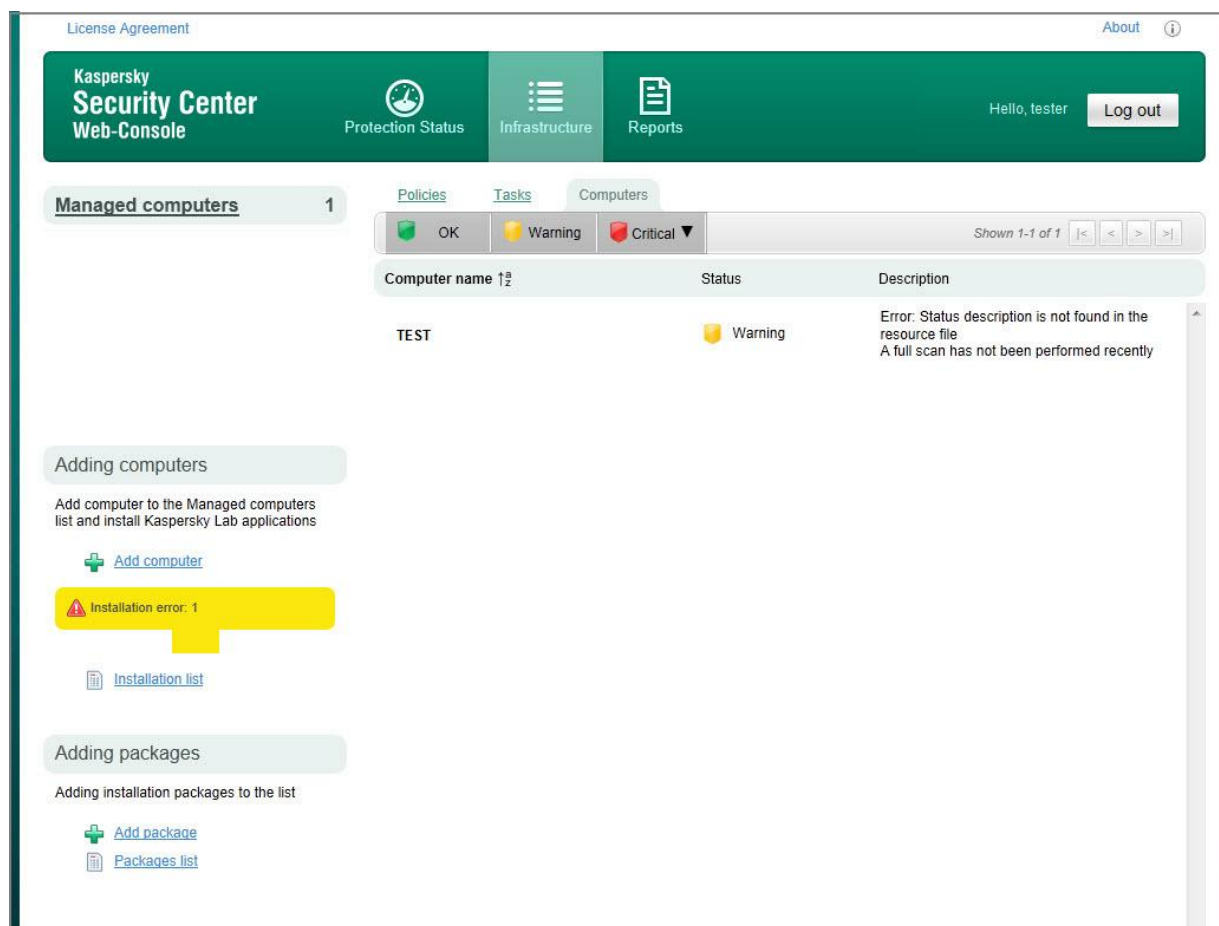 License Agreement
About
Kaspersky
Security Center
Web-Console
Protection Status
Infrastructure
Reports
Hello, tester
Log out
Managed computers 1
Policies Tasks Computers
OK Warning Critical ▼
Shown 1-1 of 1 |< < > >|
Computer name Status Description
TEST
Warning
Error: Status description is not found in the
resource file
A full scan has not been performed recently
Adding computers
Add computer to the Managed computers
list and install Kaspersky Lab applications
Add computer
Installation error: 1
Installation list
Adding packages
Adding installation packages to the list
Add package
Packages list